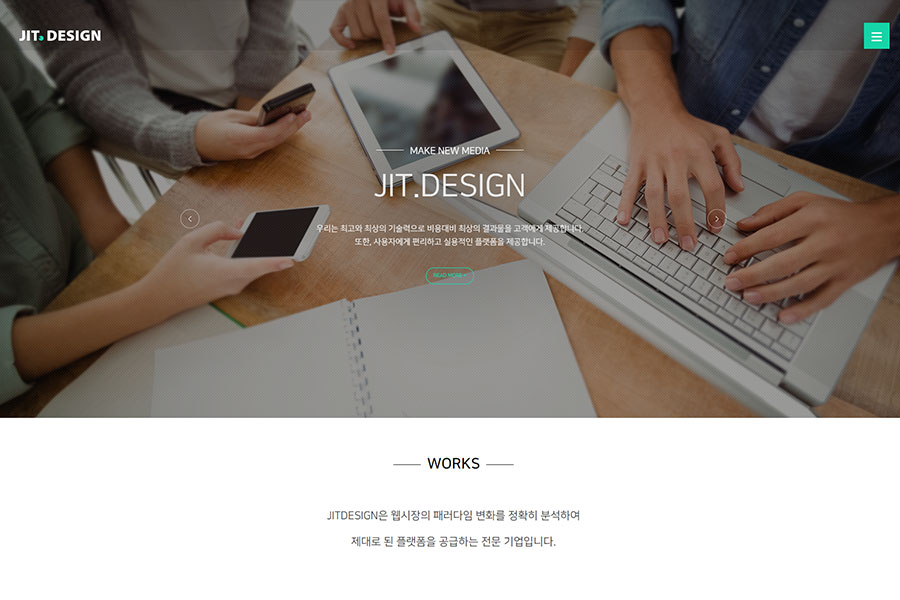 JIT.DESIGN
MAKE NEW MEDIA
JIT.DESIGN
우리는 최고와 최상의 기술력으로 비용대비 최상의 결과물을 고객에게 제공합니다.
또한, 사용자에게 편리하고 실용적인 플랫폼을 제공합니다.
READ MORE +
WORKS
JITDESIGN은 웹시장의 패러다임 변화를 정확히 분석하여
제대로 된 플랫폼을 공급하는 전문 기업입니다.